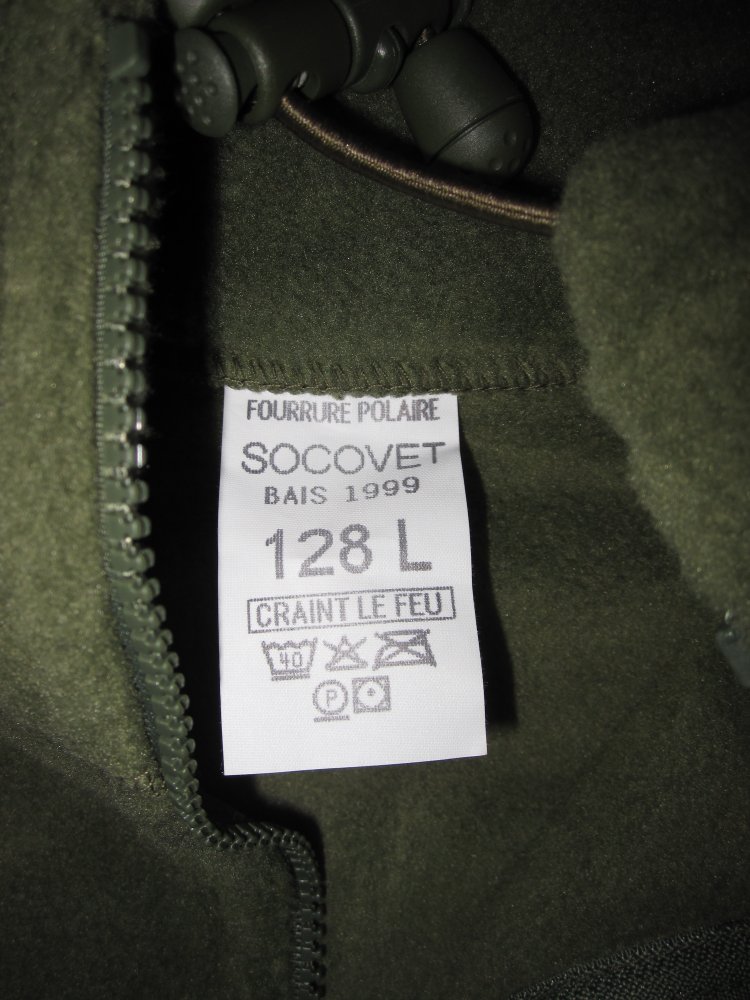 FOURRURE POLAIRE
SOCOVET
BAIS 1999
128 L
CRAINT LE FEU
40
P